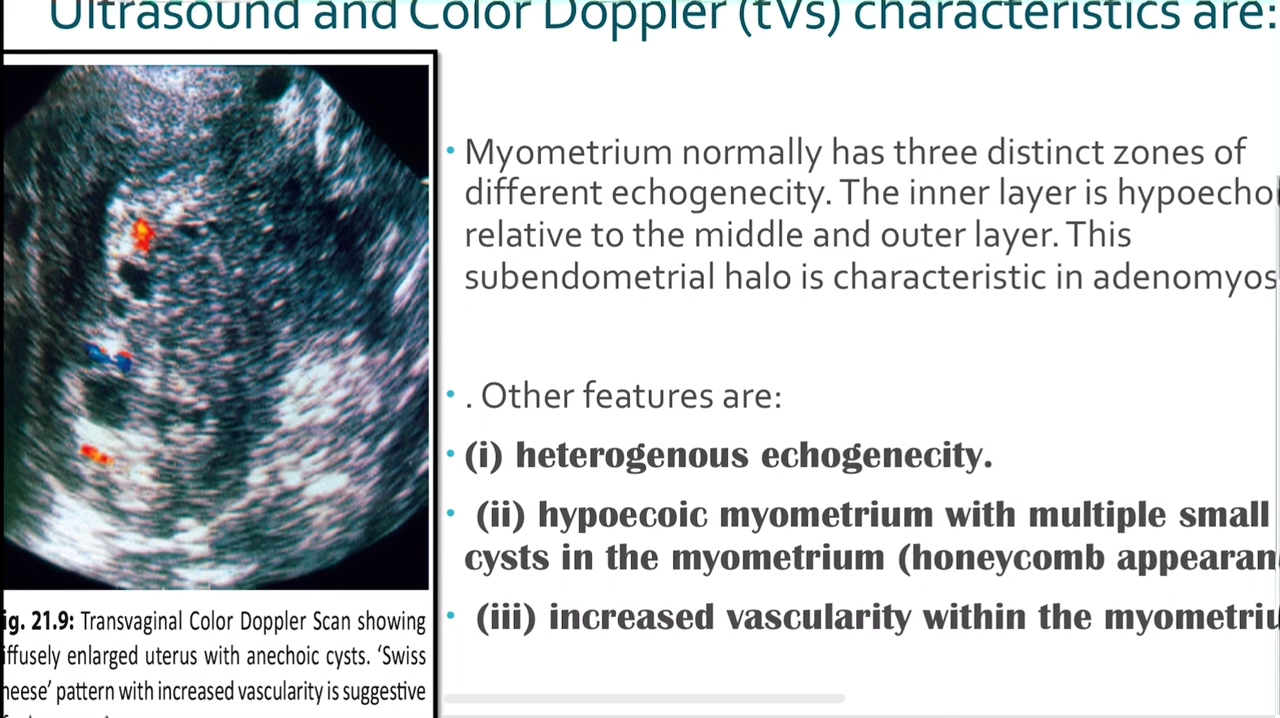 Ultrasound and Color Doppler (tVs) characteristics are:
• Myometrium normally has three distinct zones of
different echogenecity. The inner layer is hypoecho
relative to the middle and outer layer. This
subendometrial halo is characteristic in adenomyos
• . Other features are:
• (i) heterogenous echogenecity.
• (ii) hypoecoic myometrium with multiple small
cysts in the myometrium (honeycomb appearan
• (iii) increased vascularity within the myometriu
ig. 21.9: Transvaginal Color Doppler Scan showing
iffusely enlarged uterus with anechoic cysts. ‘Swiss
heese’ pattern with increased vascularity is suggestive